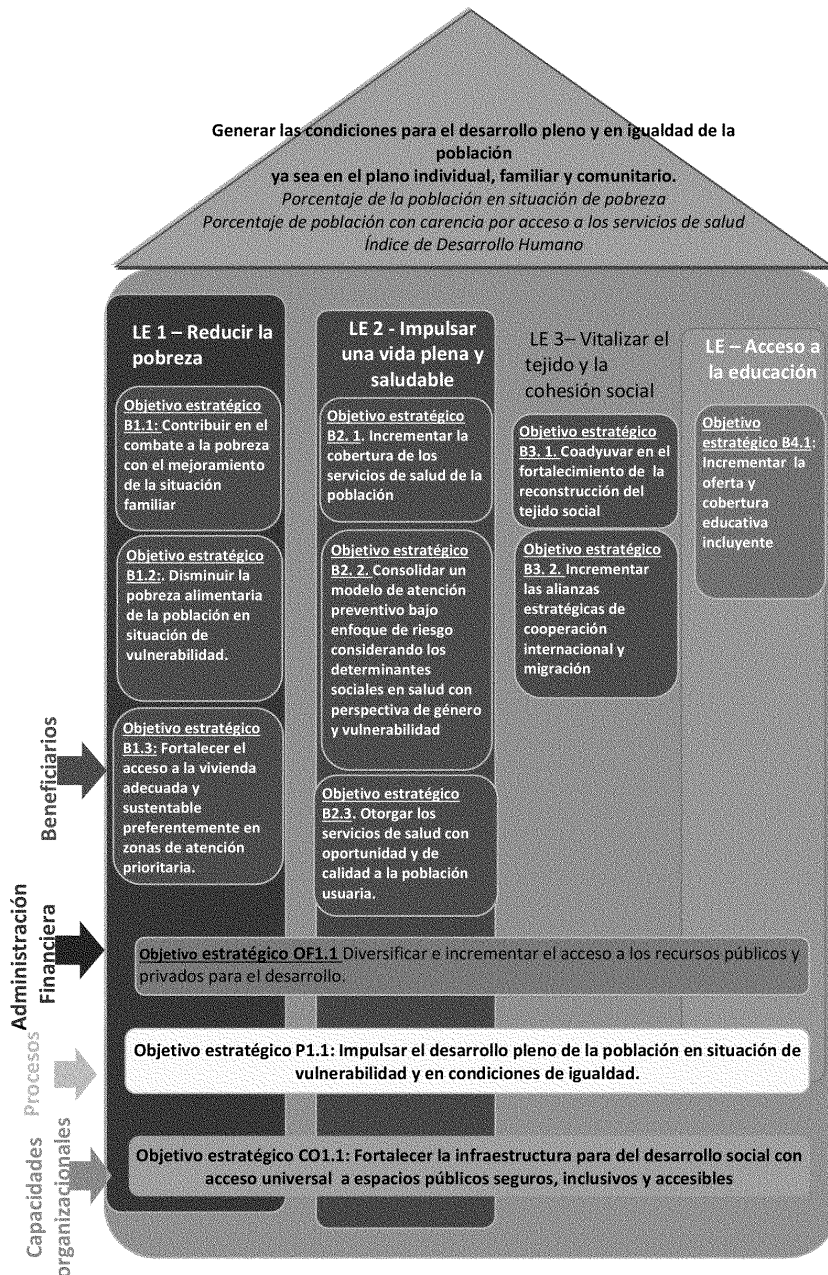 Generar las condiciones para el desarrollo pleno y en igualdad de la
población
ya sea en el plano individual, familiar y comunitario.
Porcentaje de la población en situación de pobreza
Porcentaje de población con carencia por acceso a los servicios de salud
Índice de Desarrollo Humano
LE 1 – Reducir la
pobreza
Objetivo estratégico
B1.1: Contribuir en el
combate a la pobreza
con el mejoramiento
de la situación
familiar
Objetivo estratégico
B1.2:. Disminuir la
pobreza alimentaria
de la población en
situación de
vulnerabilidad.
Objetivo estratégico
B1.3: Fortalecer el
acceso a la vivienda
adecuada y
sustentable
preferentemente en
zonas de atención
prioritaria.
LE 2 - Impulsar
una vida plena y
saludable
Objetivo estratégico
B2. 1. Incrementar la
cobertura de los
servicios de salud de la
población
Objetivo estratégico
B2. 2. Consolidar un
modelo de atención
preventivo bajo
enfoque de riesgo
considerando los
determinantes
sociales en salud con
perspectiva de género
y vulnerabilidad
Objetivo estratégico
B2.3. Otorgar los
servicios de salud con
oportunidad y de
calidad a la población
usuaria.
LE 3– Vitalizar el
tejido y la
cohesión social
Objetivo estratégico
B3. 1. Coadyuvar en el
fortalecimiento de la
reconstrucción del
tejido social
Objetivo estratégico
B3. 2. Incrementar
las alianzas
estratégicas de
cooperación
internacional y
migración
LE – Acceso a
la educación
Objetivo
estratégico B4.1:
Incrementar la
oferta y
cobertura
educativa
incluyente
Beneficiarios
Administración
Financiera
Objetivo estratégico OF1.1 Diversificar e incrementar el acceso a los recursos públicos y
privados para el desarrollo.
Procesos
Objetivo estratégico P1.1: Impulsar el desarrollo pleno de la población en situación de
vulnerabilidad y en condiciones de igualdad.
Capacidades
organizacionales
Objetivo estratégico CO1.1: Fortalecer la infraestructura para del desarrollo social con
acceso universal a espacios públicos seguros, inclusivos y accesibles